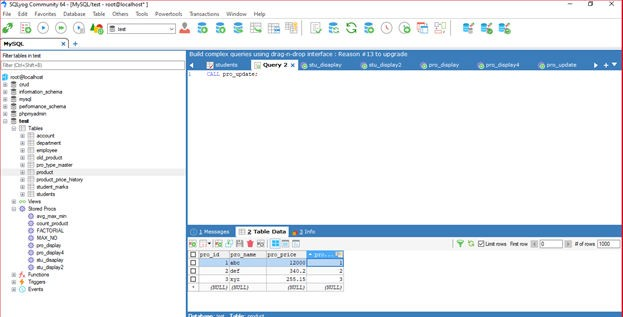 SQLyog Community 64 - [MySQL/test - root@localhost*]
File Edit Favorites Database Table Others Tools Powertools Transactions Window Help
test
MySQL
Filter tables in test
Filter (Ctrl+Shift+B)
root@localhost
crud
information_schema
mysql
performance_schema
phpmyadmin
test
Tables
account
department
employee
old_product
pro_type_master
product
product_price_history
student_marks
students
Views
Stored Procs
avg_max_min
count_product
FACTORIAL
MAX_NO
pro_display
pro_display4
stu_disaplay
stu_display2
Functions
Triggers
Events
Build complex queries using drag-n-drop interface : Reason #13 to upgrade
students Query 2 stu_disaplay stu_display2 pro_display pro_display4 pro_update
1 CALL pro_update;
1 Messages 2 Table Data 3 Info
Limit rows First row 0 # of rows 1000
pro_id pro_name pro_price pro...
1 abc 12000 1
2 def 340.2 2
3 xyz 255.15 3
* (NULL) (NULL) (NULL) (NULL)
Database: test Table: product